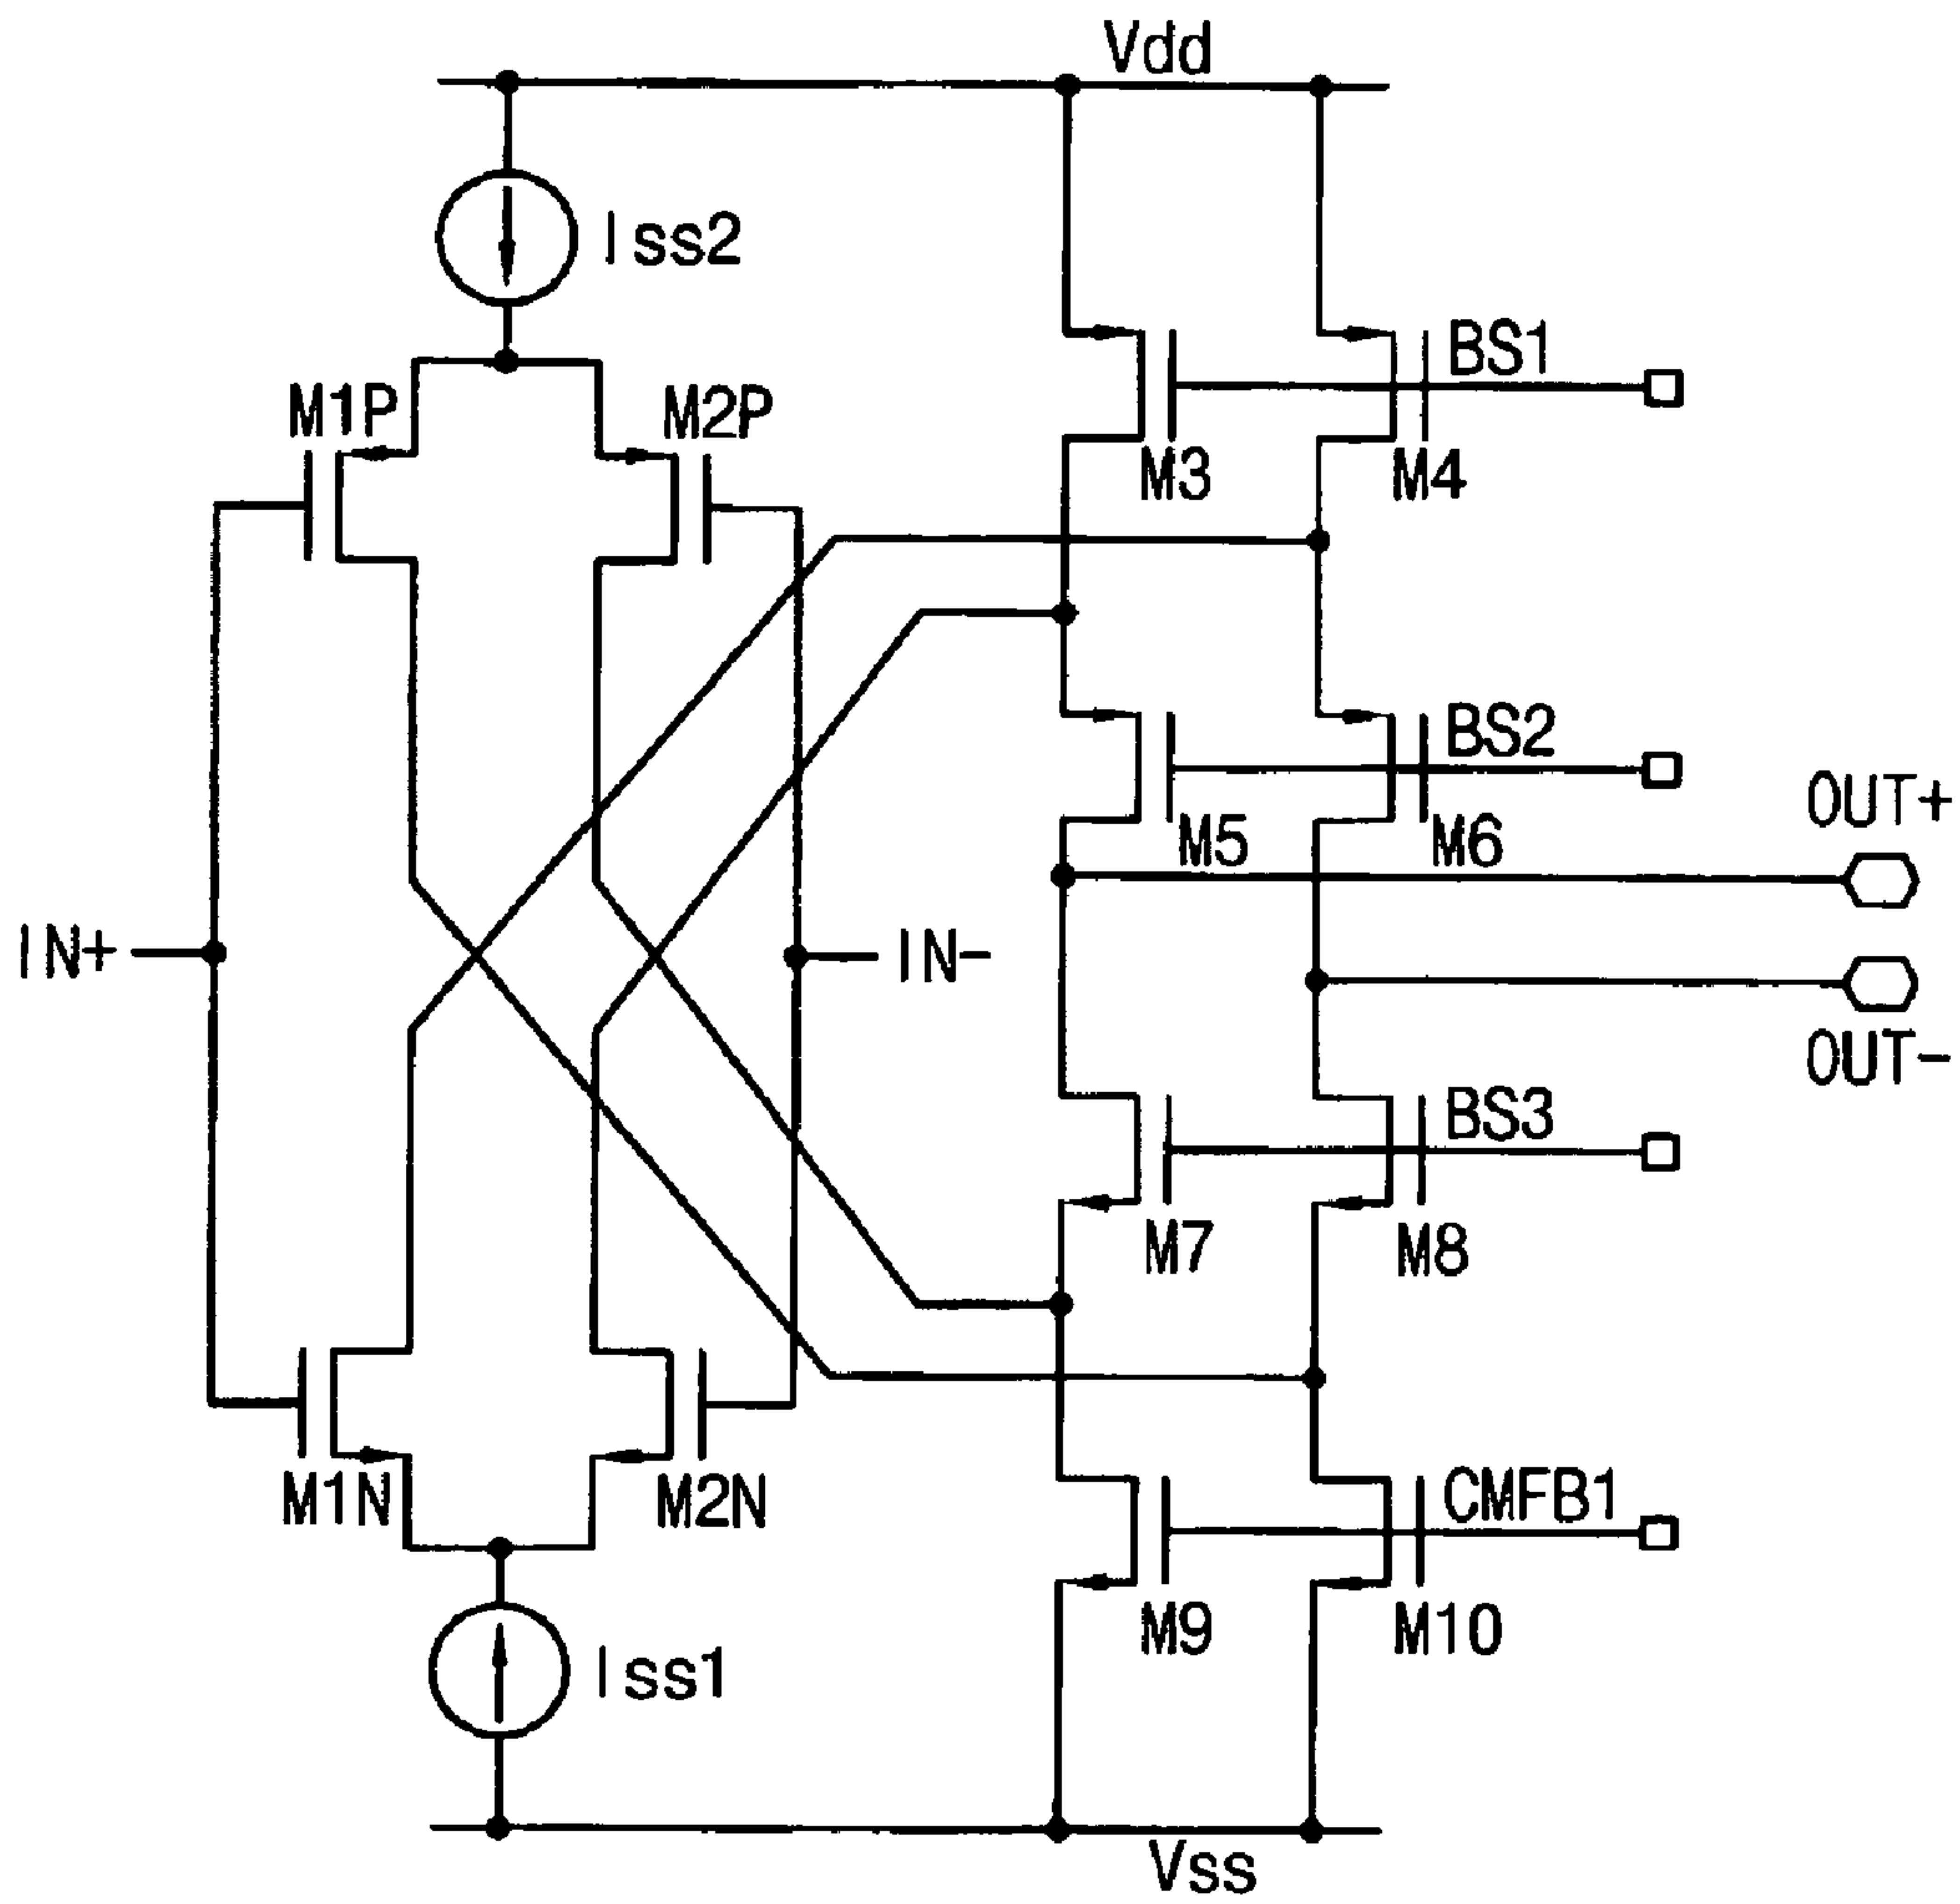 Vdd
Iss2
BS1
M1P
M2P
M3
M4
BS2
OUT+
M5
M6
IN+
IN-
OUT-
BS3
M7
M8
CMFB1
M1N
M2N
M9
M10
Iss1
Vss